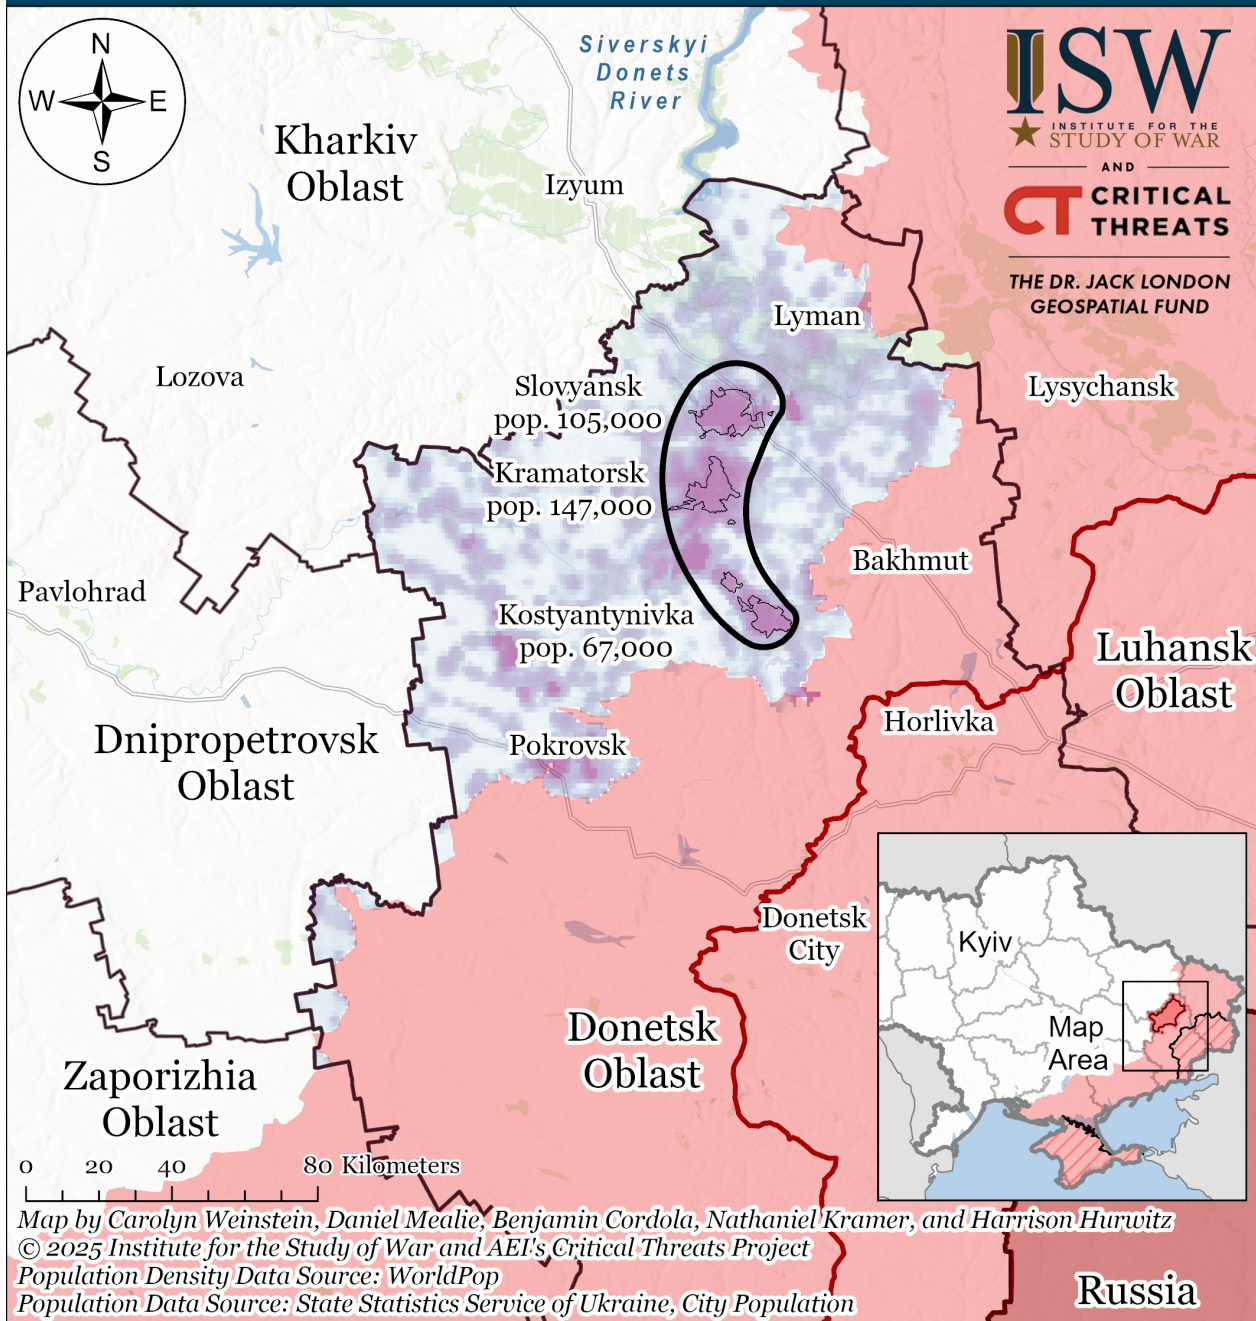 N
W
E
S
Siverskyi
Donets
River
ISW
INSTITUTE FOR THE
STUDY OF WAR
AND
CT CRITICAL
THREATS
THE DR. JACK LONDON
GEOSPATIAL FUND
Kharkiv
Oblast
Izyum
Lyman
Lozova
Slovyansk
pop. 105,000
Lysychansk
Kramatorsk
pop. 147,000
Bakhmut
Pavlohrad
Kostyantynivka
pop. 67,000
Luhansk
Oblast
Horlivka
Dnipropetrovsk
Oblast
Pokrovsk
Donetsk
City
Kyiv
Map
Area
Donetsk
Oblast
Zaporizhia
Oblast
0 20 40 80 Kilometers
Map by Carolyn Weinstein, Daniel Mealie, Benjamin Cordola, Nathaniel Kramer, and Harrison Hurwitz
© 2025 Institute for the Study of War and AEI's Critical Threats Project
Population Density Data Source: WorldPop
Population Data Source: State Statistics Service of Ukraine, City Population
Russia